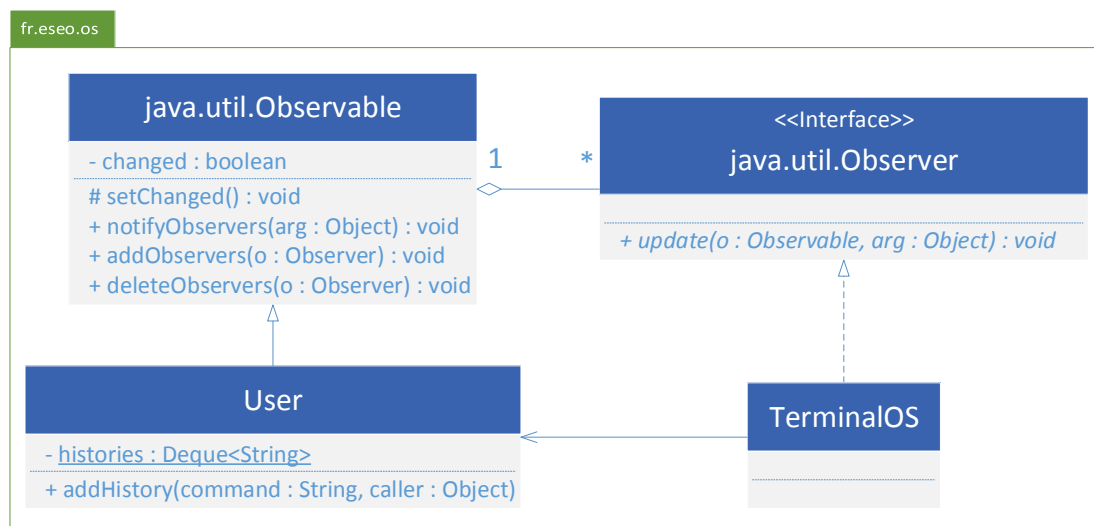 fr.eseo.os
java.util.Observable
- changed : boolean
# setChanged() : void
+ notifyObservers(arg : Object) : void
+ addObservers(o : Observer) : void
+ deleteObservers(o : Observer) : void
1
*
<<Interface>>
java.util.Observer
+ update(o : Observable, arg : Object) : void
User
- histories : Deque<String>
+ addHistory(command : String, caller : Object)
TerminalOS